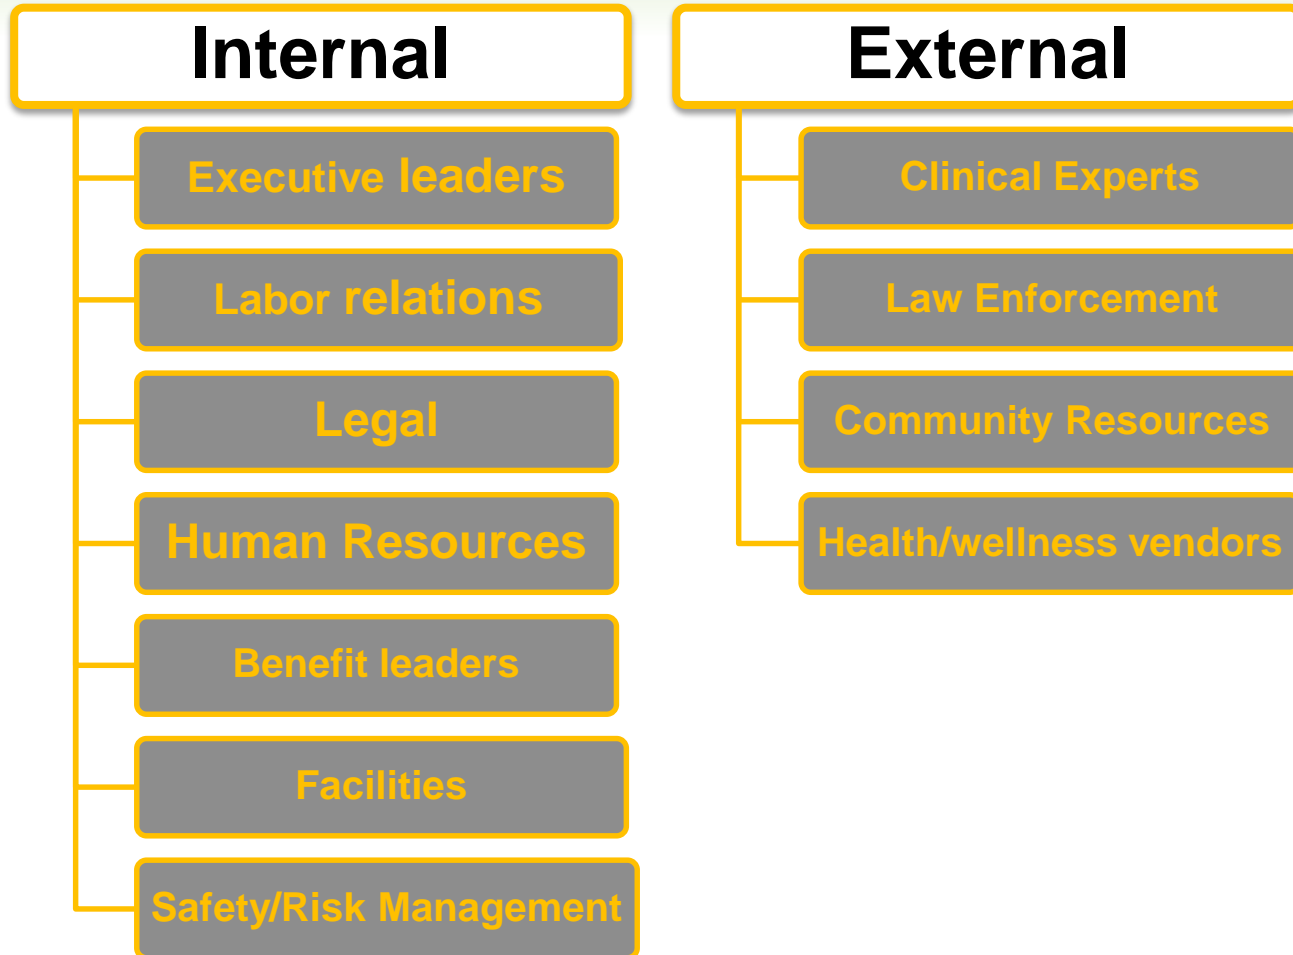 Internal
Executive leaders
Labor relations
Legal
Human Resources
Benefit leaders
Facilities
Safety/Risk Management
External
Clinical Experts
Law Enforcement
Community Resources
Health/wellness vendors